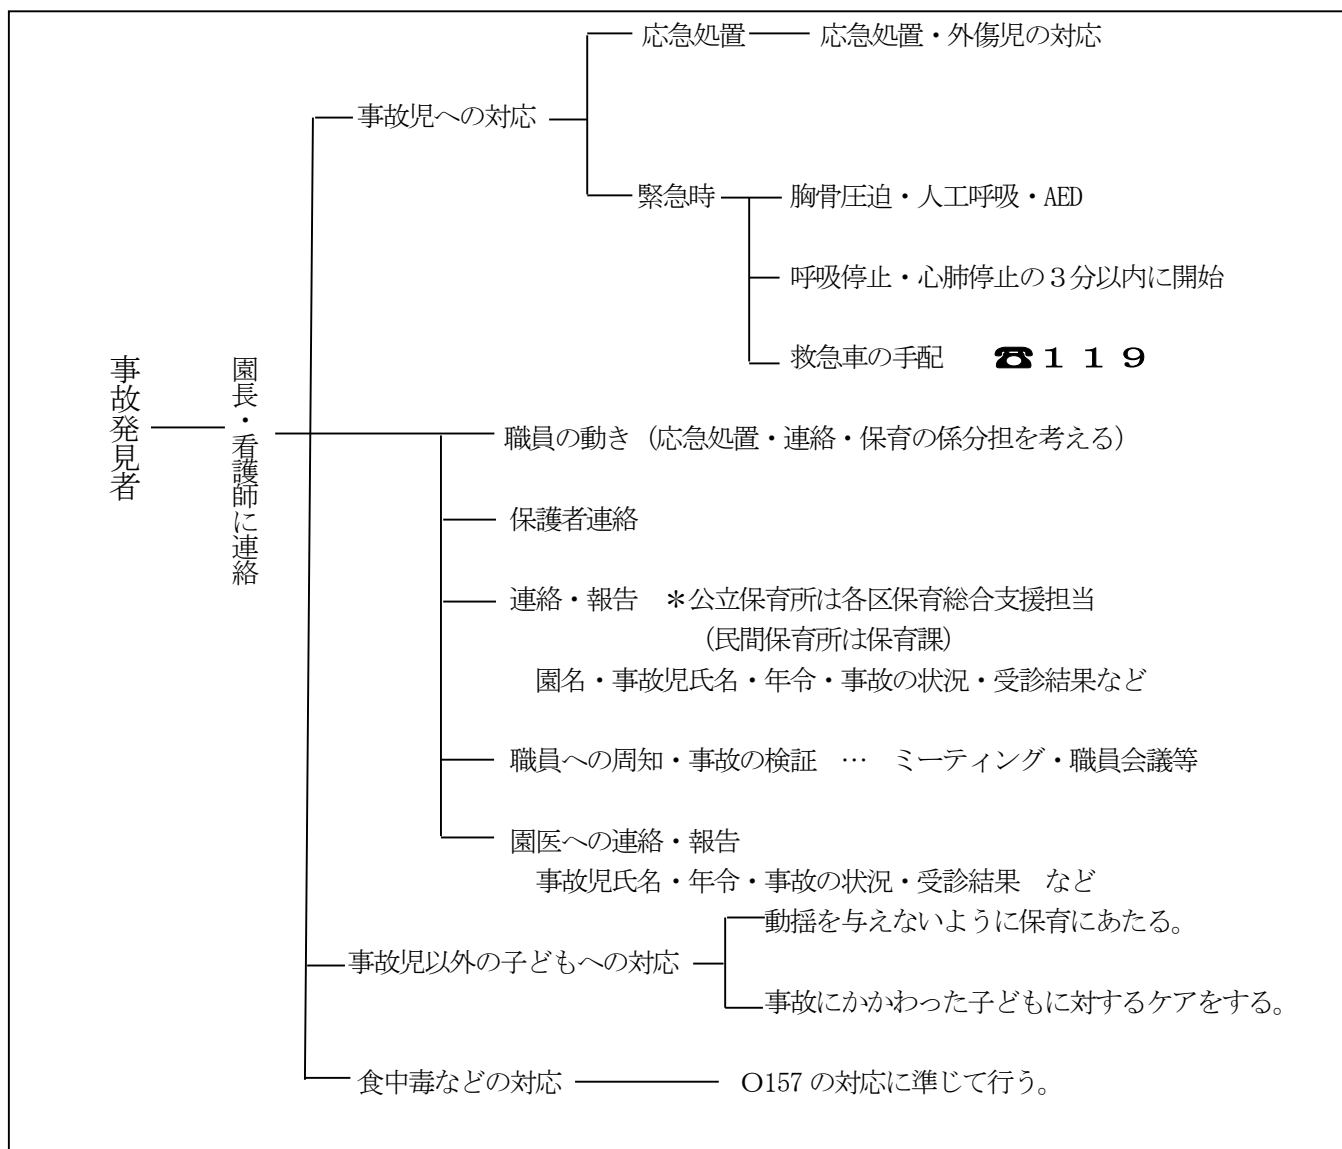 事故発見者
園長・看護師に連絡
事故児への対応
応急処置
応急処置・外傷児の対応
緊急時
胸骨圧迫・人工呼吸・AED
呼吸停止・心肺停止の３分以内に開始
救急車の手配　☎１１９
職員の動き（応急処置・連絡・保育の係分担を考える）
保護者連絡
連絡・報告　＊公立保育所は各区保育総合支援担当
（民間保育所は保育課）
園名・事故児氏名・年令・事故の状況・受診結果など
職員への周知・事故の検証　…　ミーティング・職員会議等
園医への連絡・報告
事故児氏名・年令・事故の状況・受診結果　など
事故児以外の子どもへの対応
動揺を与えないように保育にあたる。
事故にかかわった子どもに対するケアをする。
食中毒などの対応
O157 の対応に準じて行う。